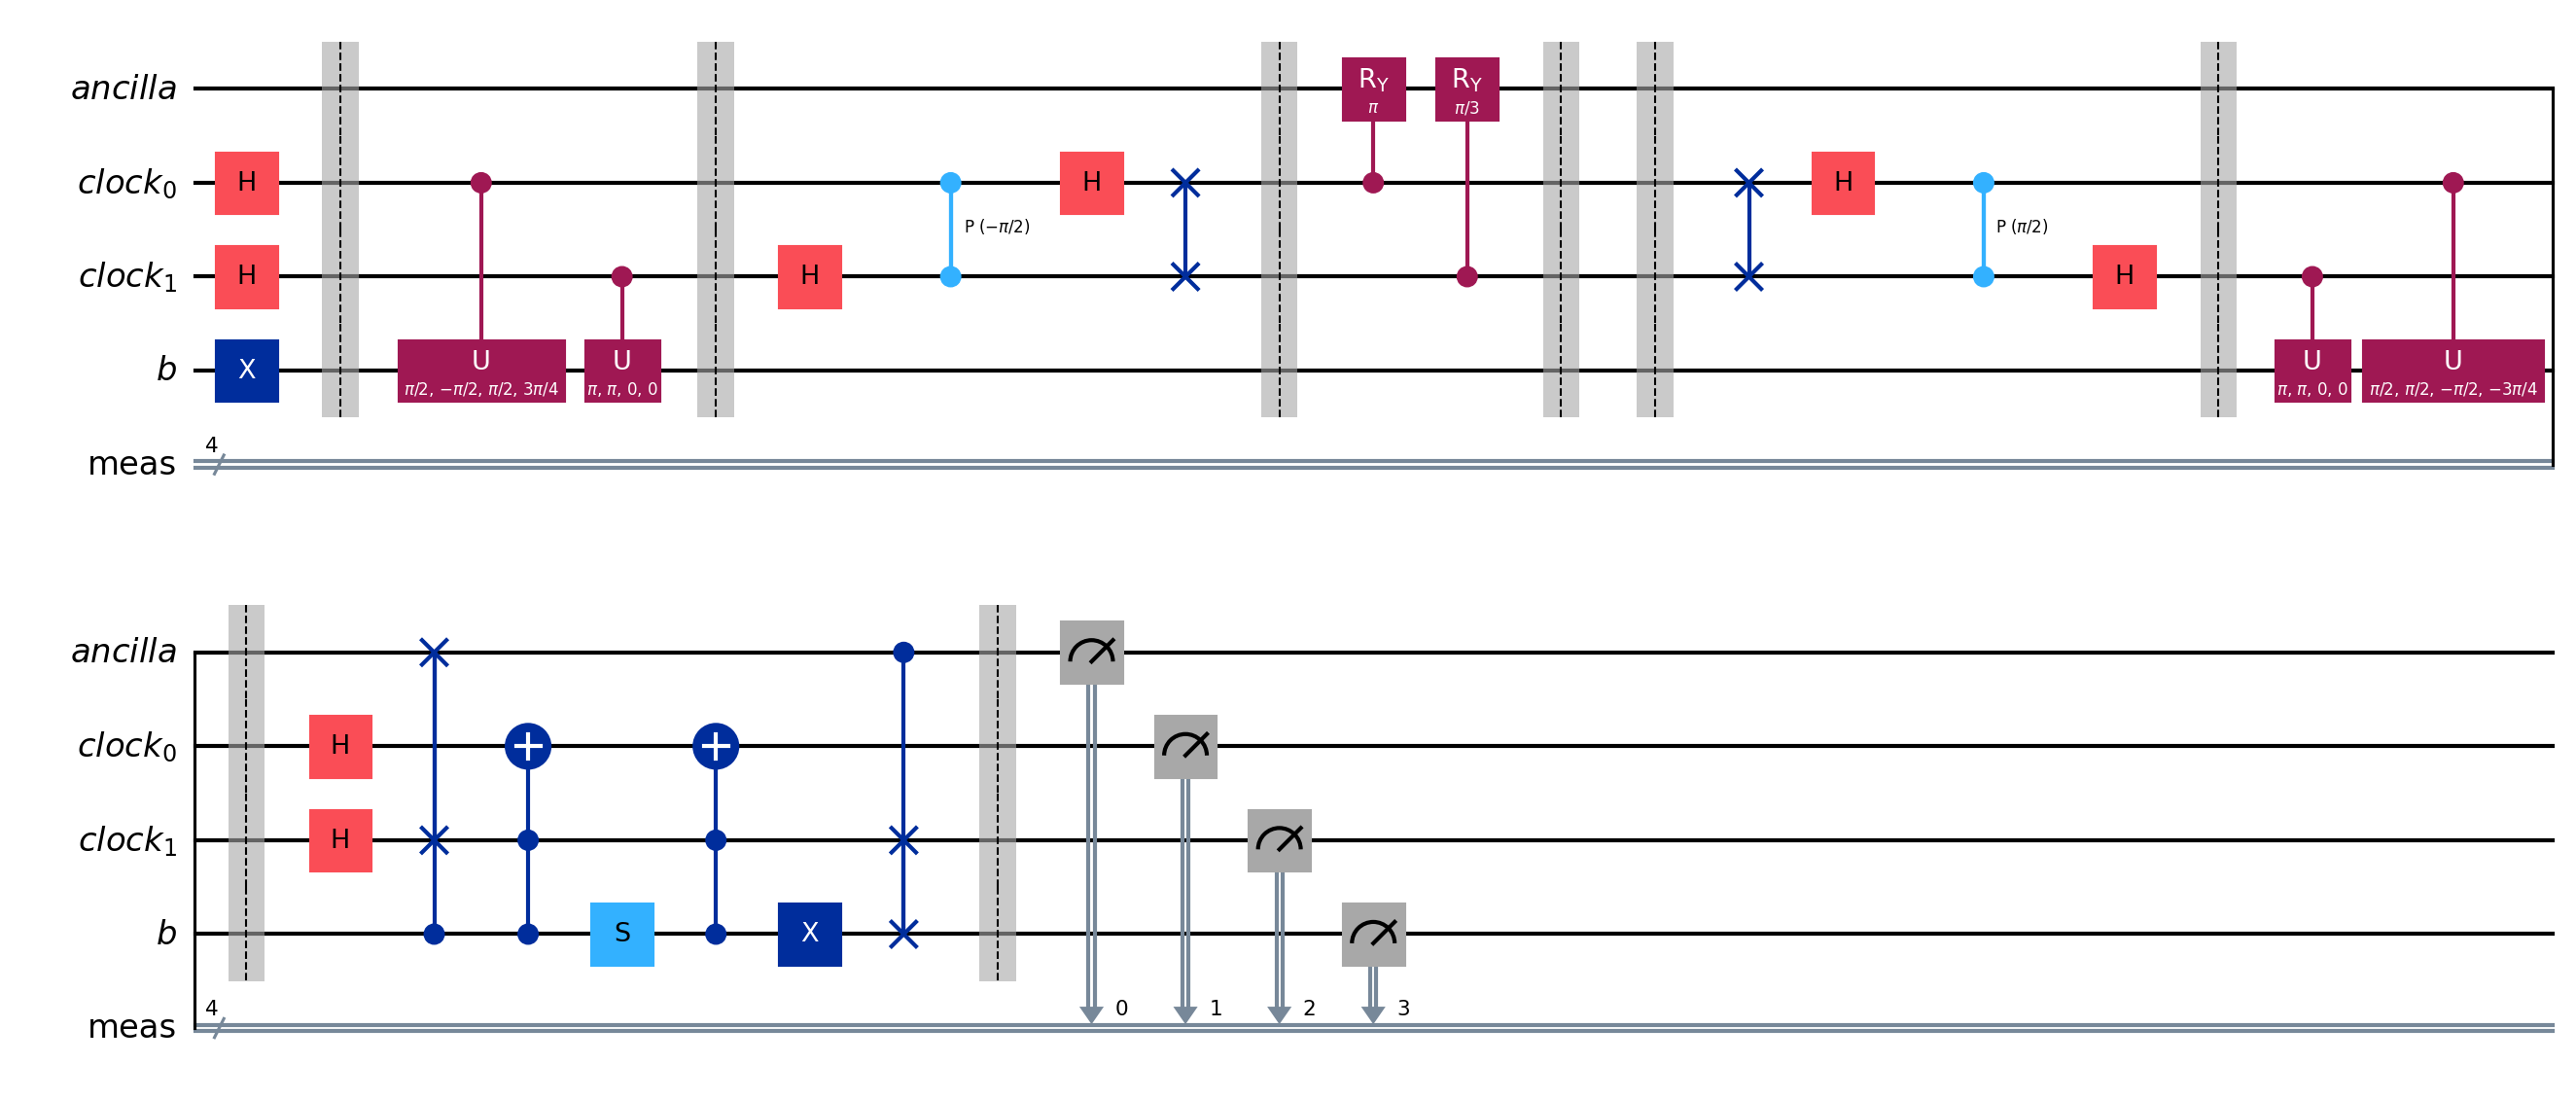 ancilla R_Y π R_Y π/3
clock_0 H H H
P (−π/2) P (π/2)
clock_1 H H H
b X U π/2, −π/2, π/2, 3π/4 U π, π, 0, 0 U π, π, 0, 0 U π/2, π/2, −π/2, −3π/4
4
meas
ancilla
clock_0 H
clock_1 H
b S X
4 0 1 2 3
meas